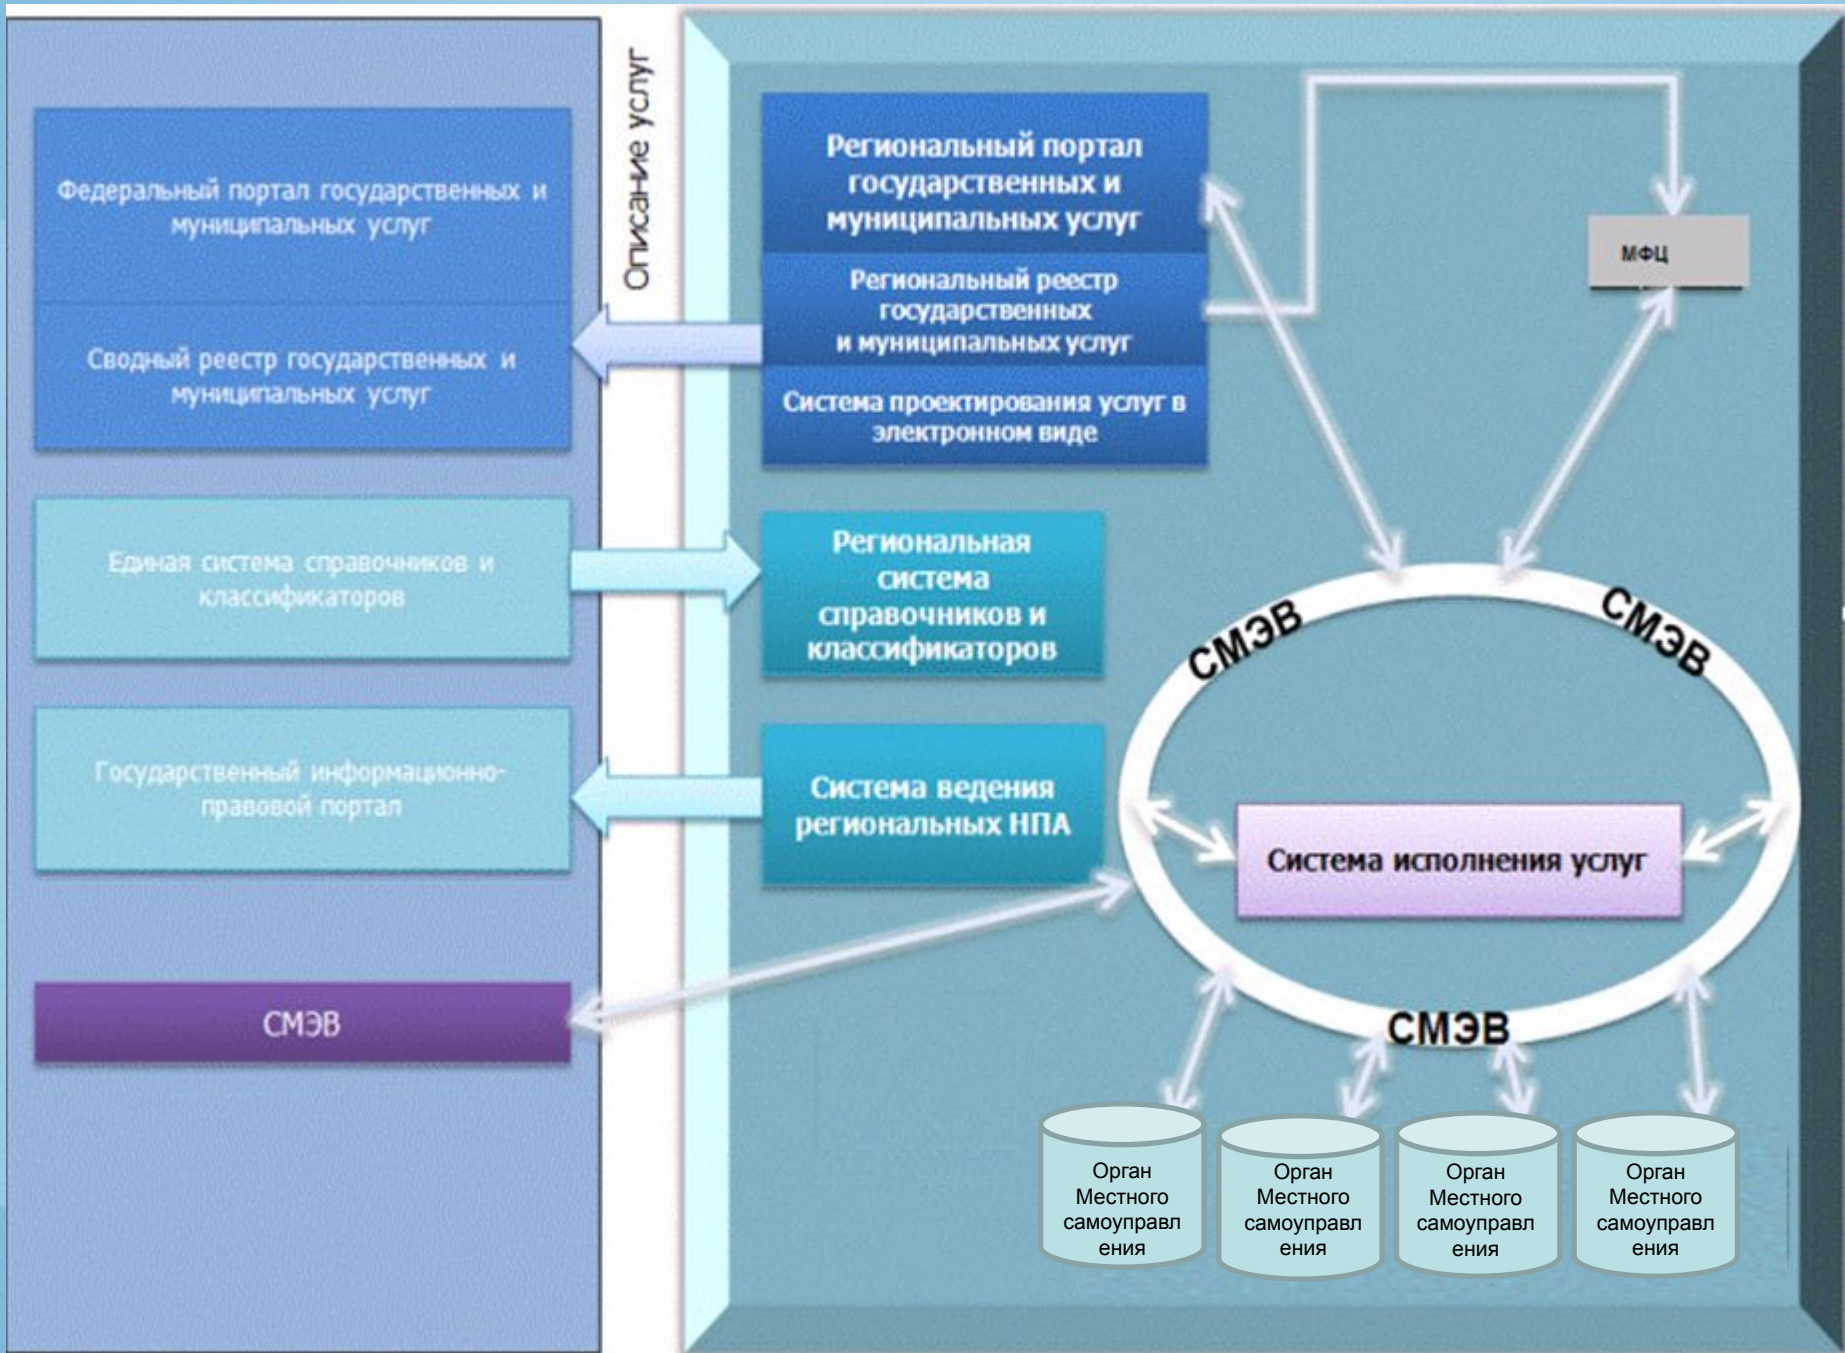 Федеральный портал государственных и
муниципальных услуг
Сводный реестр государственных и
муниципальных услуг
Единая система справочников и
классификаторов
Государственный информационно-
правовой портал
СМЭВ
Описание услуг
Региональный портал
государственных и
муниципальных услуг
Региональный реестр
государственных
и муниципальных услуг
Система проектирования услуг в
электронном виде
Региональная
система
справочников и
классификаторов
Система ведения
региональных НПА
МФЦ
СМЭВ
СМЭВ
Система исполнения услуг
СМЭВ
Орган
Местного
самоуправл
ения
Орган
Местного
самоуправл
ения
Орган
Местного
самоуправл
ения
Орган
Местного
самоуправл
ения